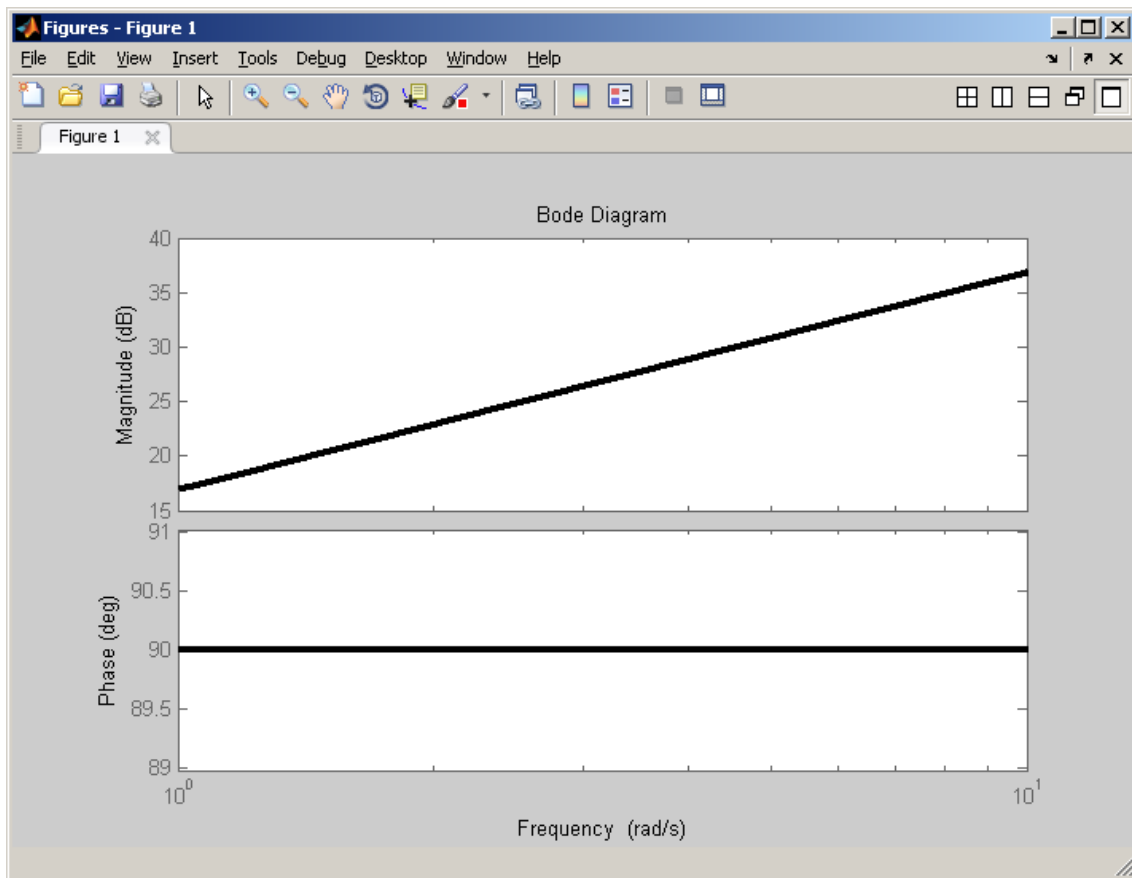 Figures - Figure 1
File Edit View Insert Tools Debug Desktop Window Help
Figure 1
Bode Diagram
Magnitude (dB)
40
35
30
25
20
15
Phase (deg)
91
90.5
90
89.5
89
10^0 10^1
Frequency (rad/s)